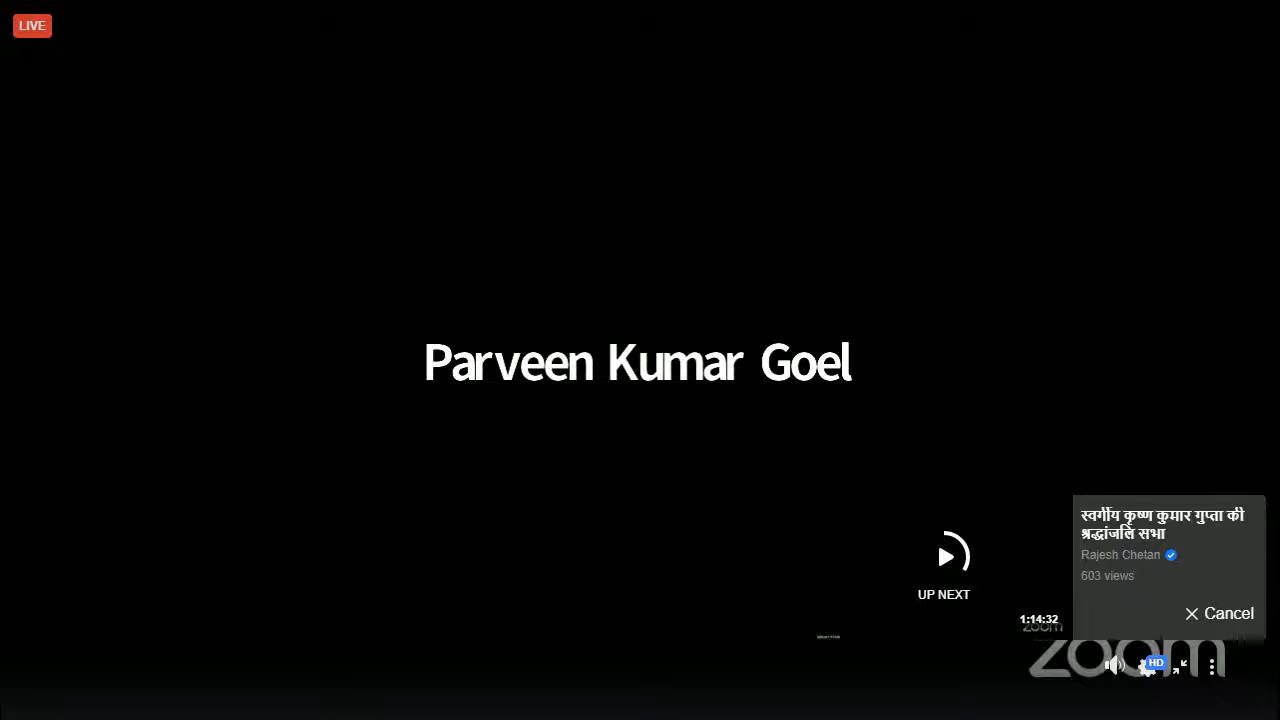 LIVE
Parveen Kumar Goel
स्वर्गीय कृष्ण कुमार गुप्ता की
श्रद्धांजलि सभा
Rajesh Chetan
603 views
UP NEXT
Cancel
1:14:32
zoom
zoom
HD